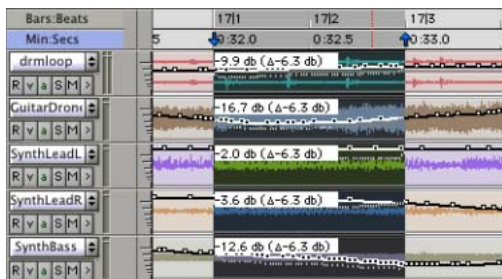 Bars:Beats 17|1 17|2 17|3
Min:Secs 5 0:32.0 0:32.5 0:33.0
drmloop -9.9 db (Δ-6.3 db)
R v a S M >
GuitarDron -16.7 db (Δ-6.3 db)
R v a S M >
SynthLeadL -2.0 db (Δ-6.3 db)
R v a S M >
SynthLeadR -3.6 db (Δ-6.3 db)
R v a S M >
SynthBass -12.6 db (Δ-6.3 db)
R v a S M >